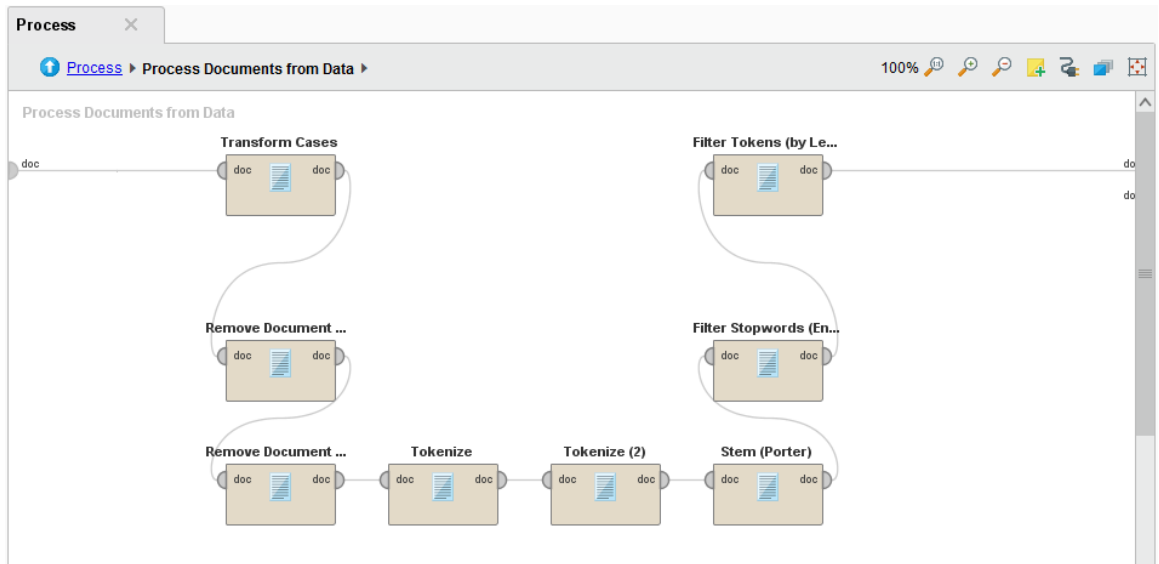 Process
Process Process Documents from Data
100%
Process Documents from Data
Transform Cases
Filter Tokens (by Le...
doc
doc doc
doc doc
do
do
Remove Document ...
Filter Stopwords (En...
doc doc
doc doc
Remove Document ...
Tokenize
Tokenize (2)
Stem (Porter)
doc doc
doc doc
doc doc
doc doc